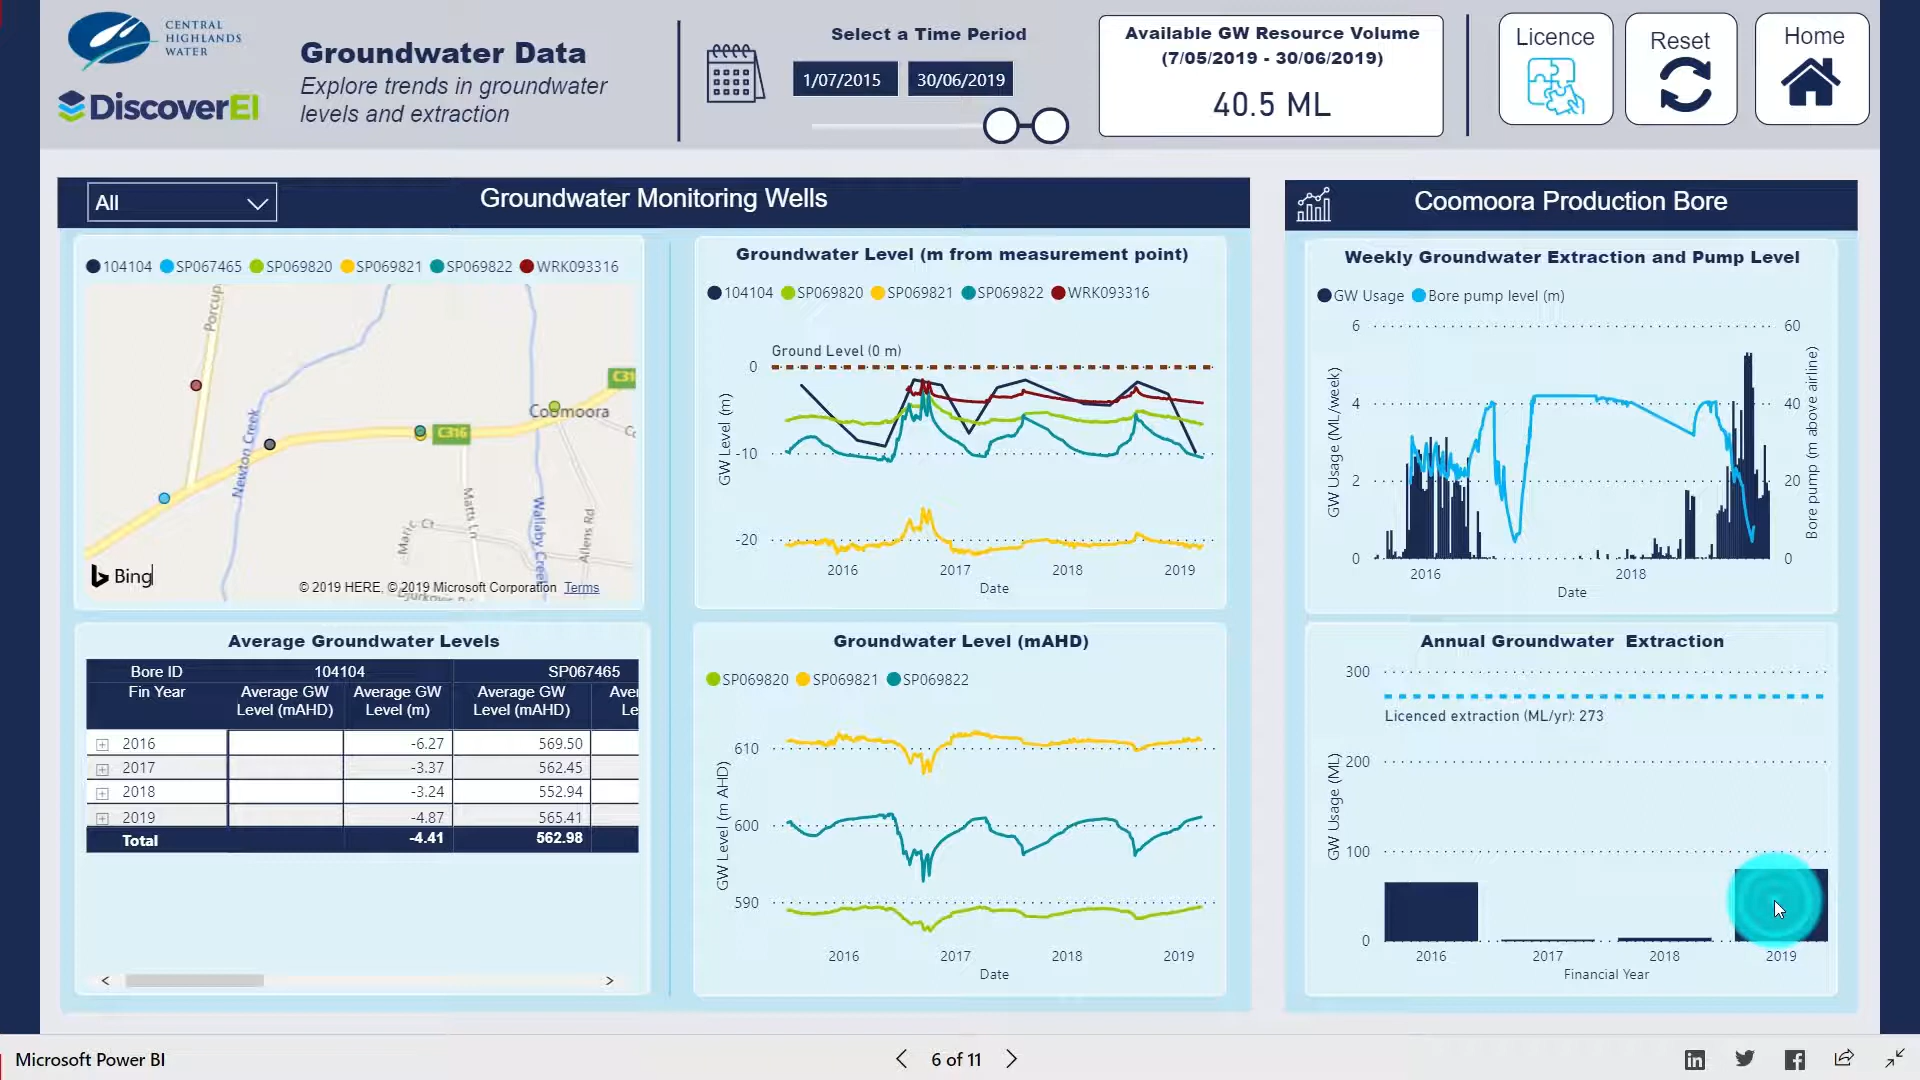 CENTRAL
HIGHLANDS
WATER
DiscoverEI
Groundwater Data
Explore trends in groundwater
levels and extraction
Select a Time Period
1/07/2015
30/06/2019
Available GW Resource Volume
(7/05/2019 - 30/06/2019)
40.5 ML
Licence
Reset
Home
All
Groundwater Monitoring Wells
104104 SP067465 SP069820 SP069821 SP069822 WRK093316
Porcup
C31
Coomoora
C316
Newton Creek
Matts Ln
Wallaby Creek
Allens Rd
Bing
© 2019 HERE, © 2019 Microsoft Corporation Terms
Average Groundwater Levels
Bore ID 104104 SP067465
Fin Year Average GW Level (mAHD) Average GW Level (m) Average GW Level (mAHD) Aver Le
2016 -6.27 569.50
2017 -3.37 562.45
2018 -3.24 552.94
2019 -4.87 565.41
Total -4.41 562.98
Groundwater Level (m from measurement point)
104104 SP069820 SP069821 SP069822 WRK093316
Ground Level (0 m)
GW Level (m)
0
-10
-20
2016 2017 2018 2019
Date
Groundwater Level (mAHD)
SP069820 SP069821 SP069822
GW Level (m AHD)
610
600
590
2016 2017 2018 2019
Date
Coomoora Production Bore
Weekly Groundwater Extraction and Pump Level
GW Usage Bore pump level (m)
GW Usage (ML/week)
6 60
4 40
2 20
0 0
Bore pump (m above airline)
2016 2018
Date
Annual Groundwater Extraction
300
Licenced extraction (ML/yr): 273
GW Usage (ML)
200
100
0
2016 2017 2018 2019
Financial Year
Microsoft Power BI
6 of 11